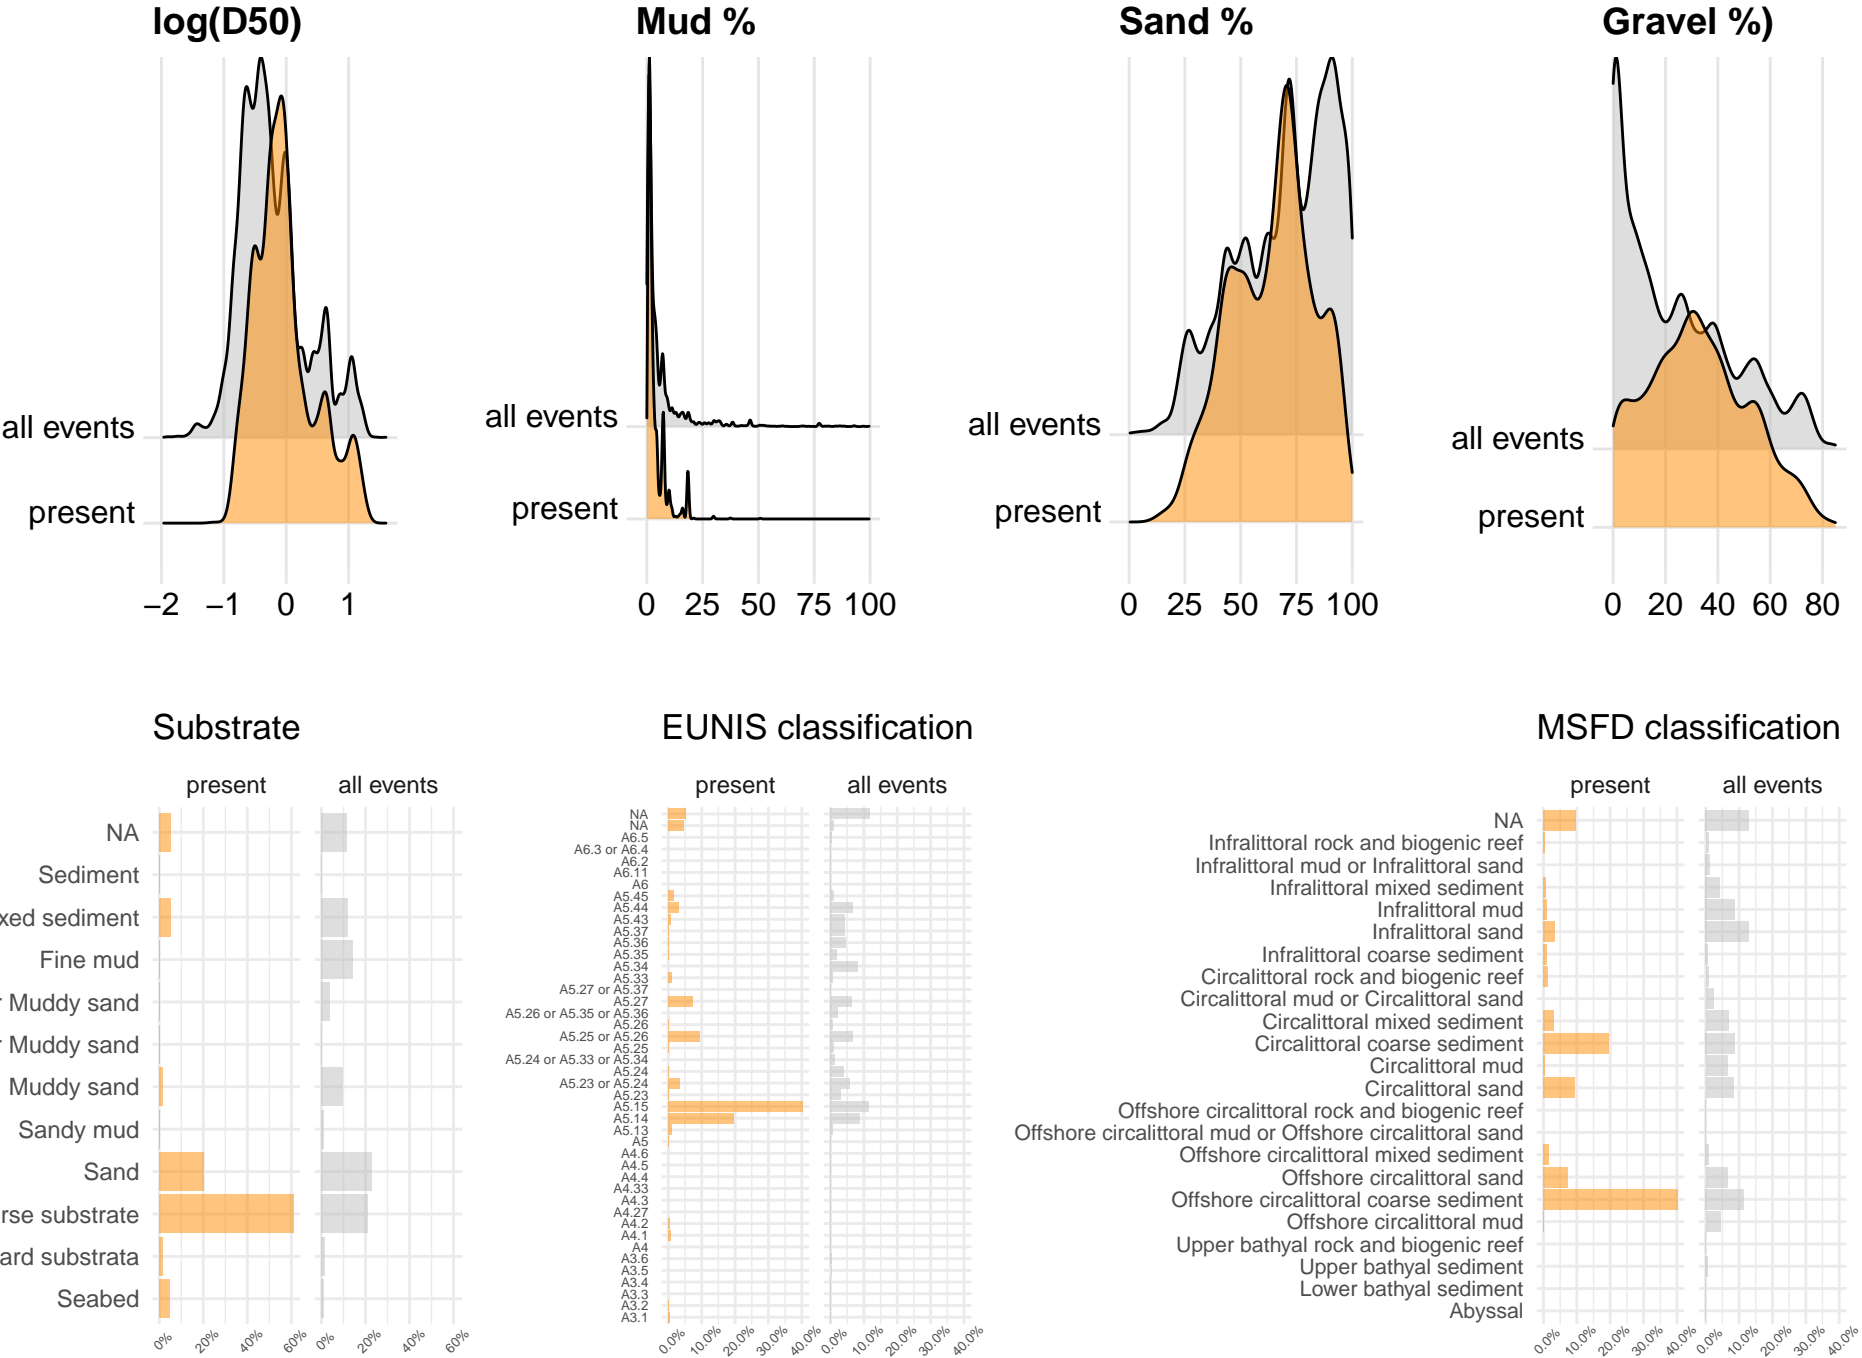 log(D50)
Mud %
Sand %
Gravel %)
all events
present
−2 −1 0 1
all events
present
0 25 50 75 100
all events
present
0 25 50 75 100
all events
present
0 20 40 60 80
Substrate
present all events
NA
Sediment
xed sediment
Fine mud
Muddy sand
Muddy sand
Muddy sand
Sandy mud
Sand
rse substrate
ard substrata
Seabed
0% 20% 40% 60% 0% 20% 40% 60%
EUNIS classification
present all events
NA
NA
A6.5
A6.3 or A6.4
A6.2
A6.11
A6
A5.45
A5.44
A5.43
A5.37
A5.36
A5.35
A5.34
A5.33
A5.27 or A5.37
A5.27
A5.26 or A5.35 or A5.36
A5.26
A5.25 or A5.26
A5.25
A5.24 or A5.33 or A5.34
A5.24
A5.23 or A5.24
A5.23
A5.15
A5.14
A5.13
A5
A4.6
A4.5
A4.4
A4.33
A4.3
A4.27
A4.2
A4.1
A4
A3.6
A3.5
A3.4
A3.3
A3.2
A3.1
0.0% 10.0% 20.0% 30.0% 40.0% 0.0% 10.0% 20.0% 30.0% 40.0%
MSFD classification
present all events
NA
Infralittoral rock and biogenic reef
Infralittoral mud or Infralittoral sand
Infralittoral mixed sediment
Infralittoral mud
Infralittoral sand
Infralittoral coarse sediment
Circalittoral rock and biogenic reef
Circalittoral mud or Circalittoral sand
Circalittoral mixed sediment
Circalittoral coarse sediment
Circalittoral mud
Circalittoral sand
Offshore circalittoral rock and biogenic reef
Offshore circalittoral mud or Offshore circalittoral sand
Offshore circalittoral mixed sediment
Offshore circalittoral sand
Offshore circalittoral coarse sediment
Offshore circalittoral mud
Upper bathyal rock and biogenic reef
Upper bathyal sediment
Lower bathyal sediment
Abyssal
0.0% 10.0% 20.0% 30.0% 40.0% 0.0% 10.0% 20.0% 30.0% 40.0%